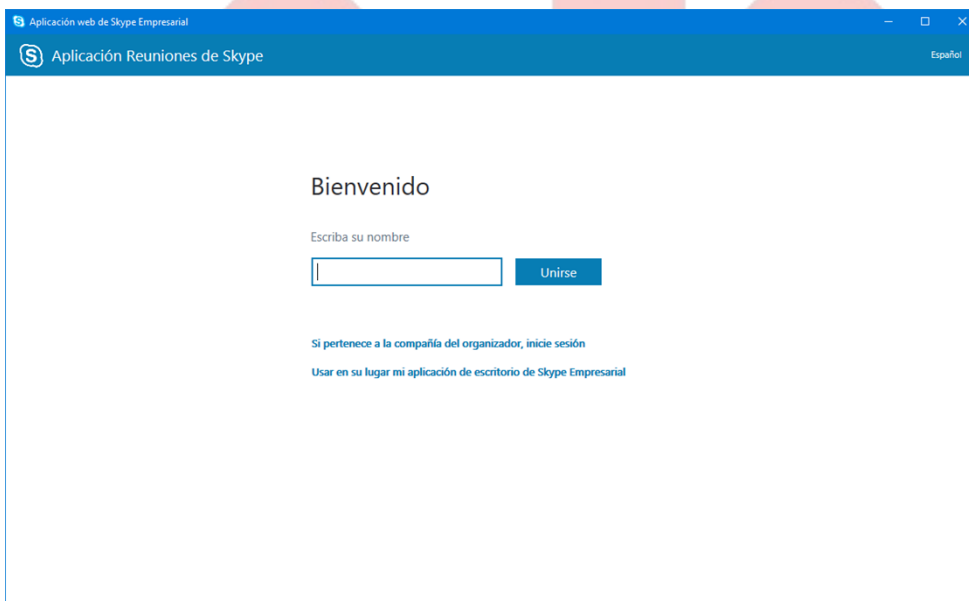 Aplicación web de Skype Empresarial
Aplicación Reuniones de Skype
Español
Bienvenido
Escriba su nombre
Unirse
Si pertenece a la compañía del organizador, inicie sesión
Usar en su lugar mi aplicación de escritorio de Skype Empresarial